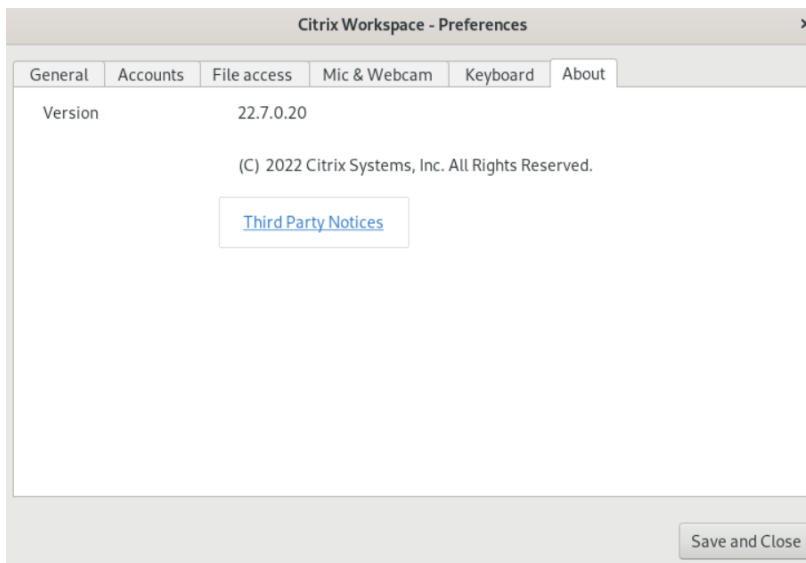 Citrix Workspace - Preferences
General Accounts File access Mic & Webcam Keyboard About
Version 22.7.0.20
(C) 2022 Citrix Systems, Inc. All Rights Reserved.
Third Party Notices
Save and Close